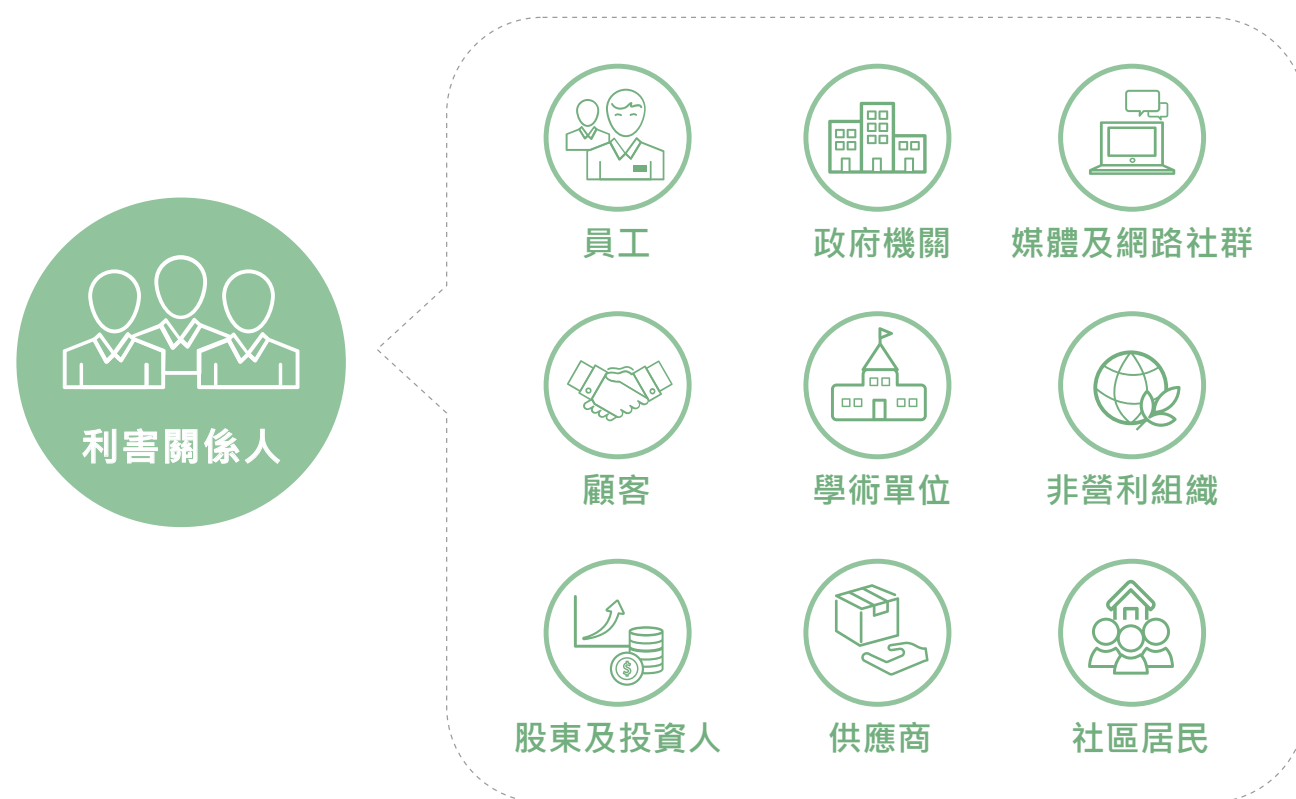 利害關係人
員工
政府機關
媒體及網路社群
顧客
學術單位
非營利組織
股東及投資人
供應商
社區居民